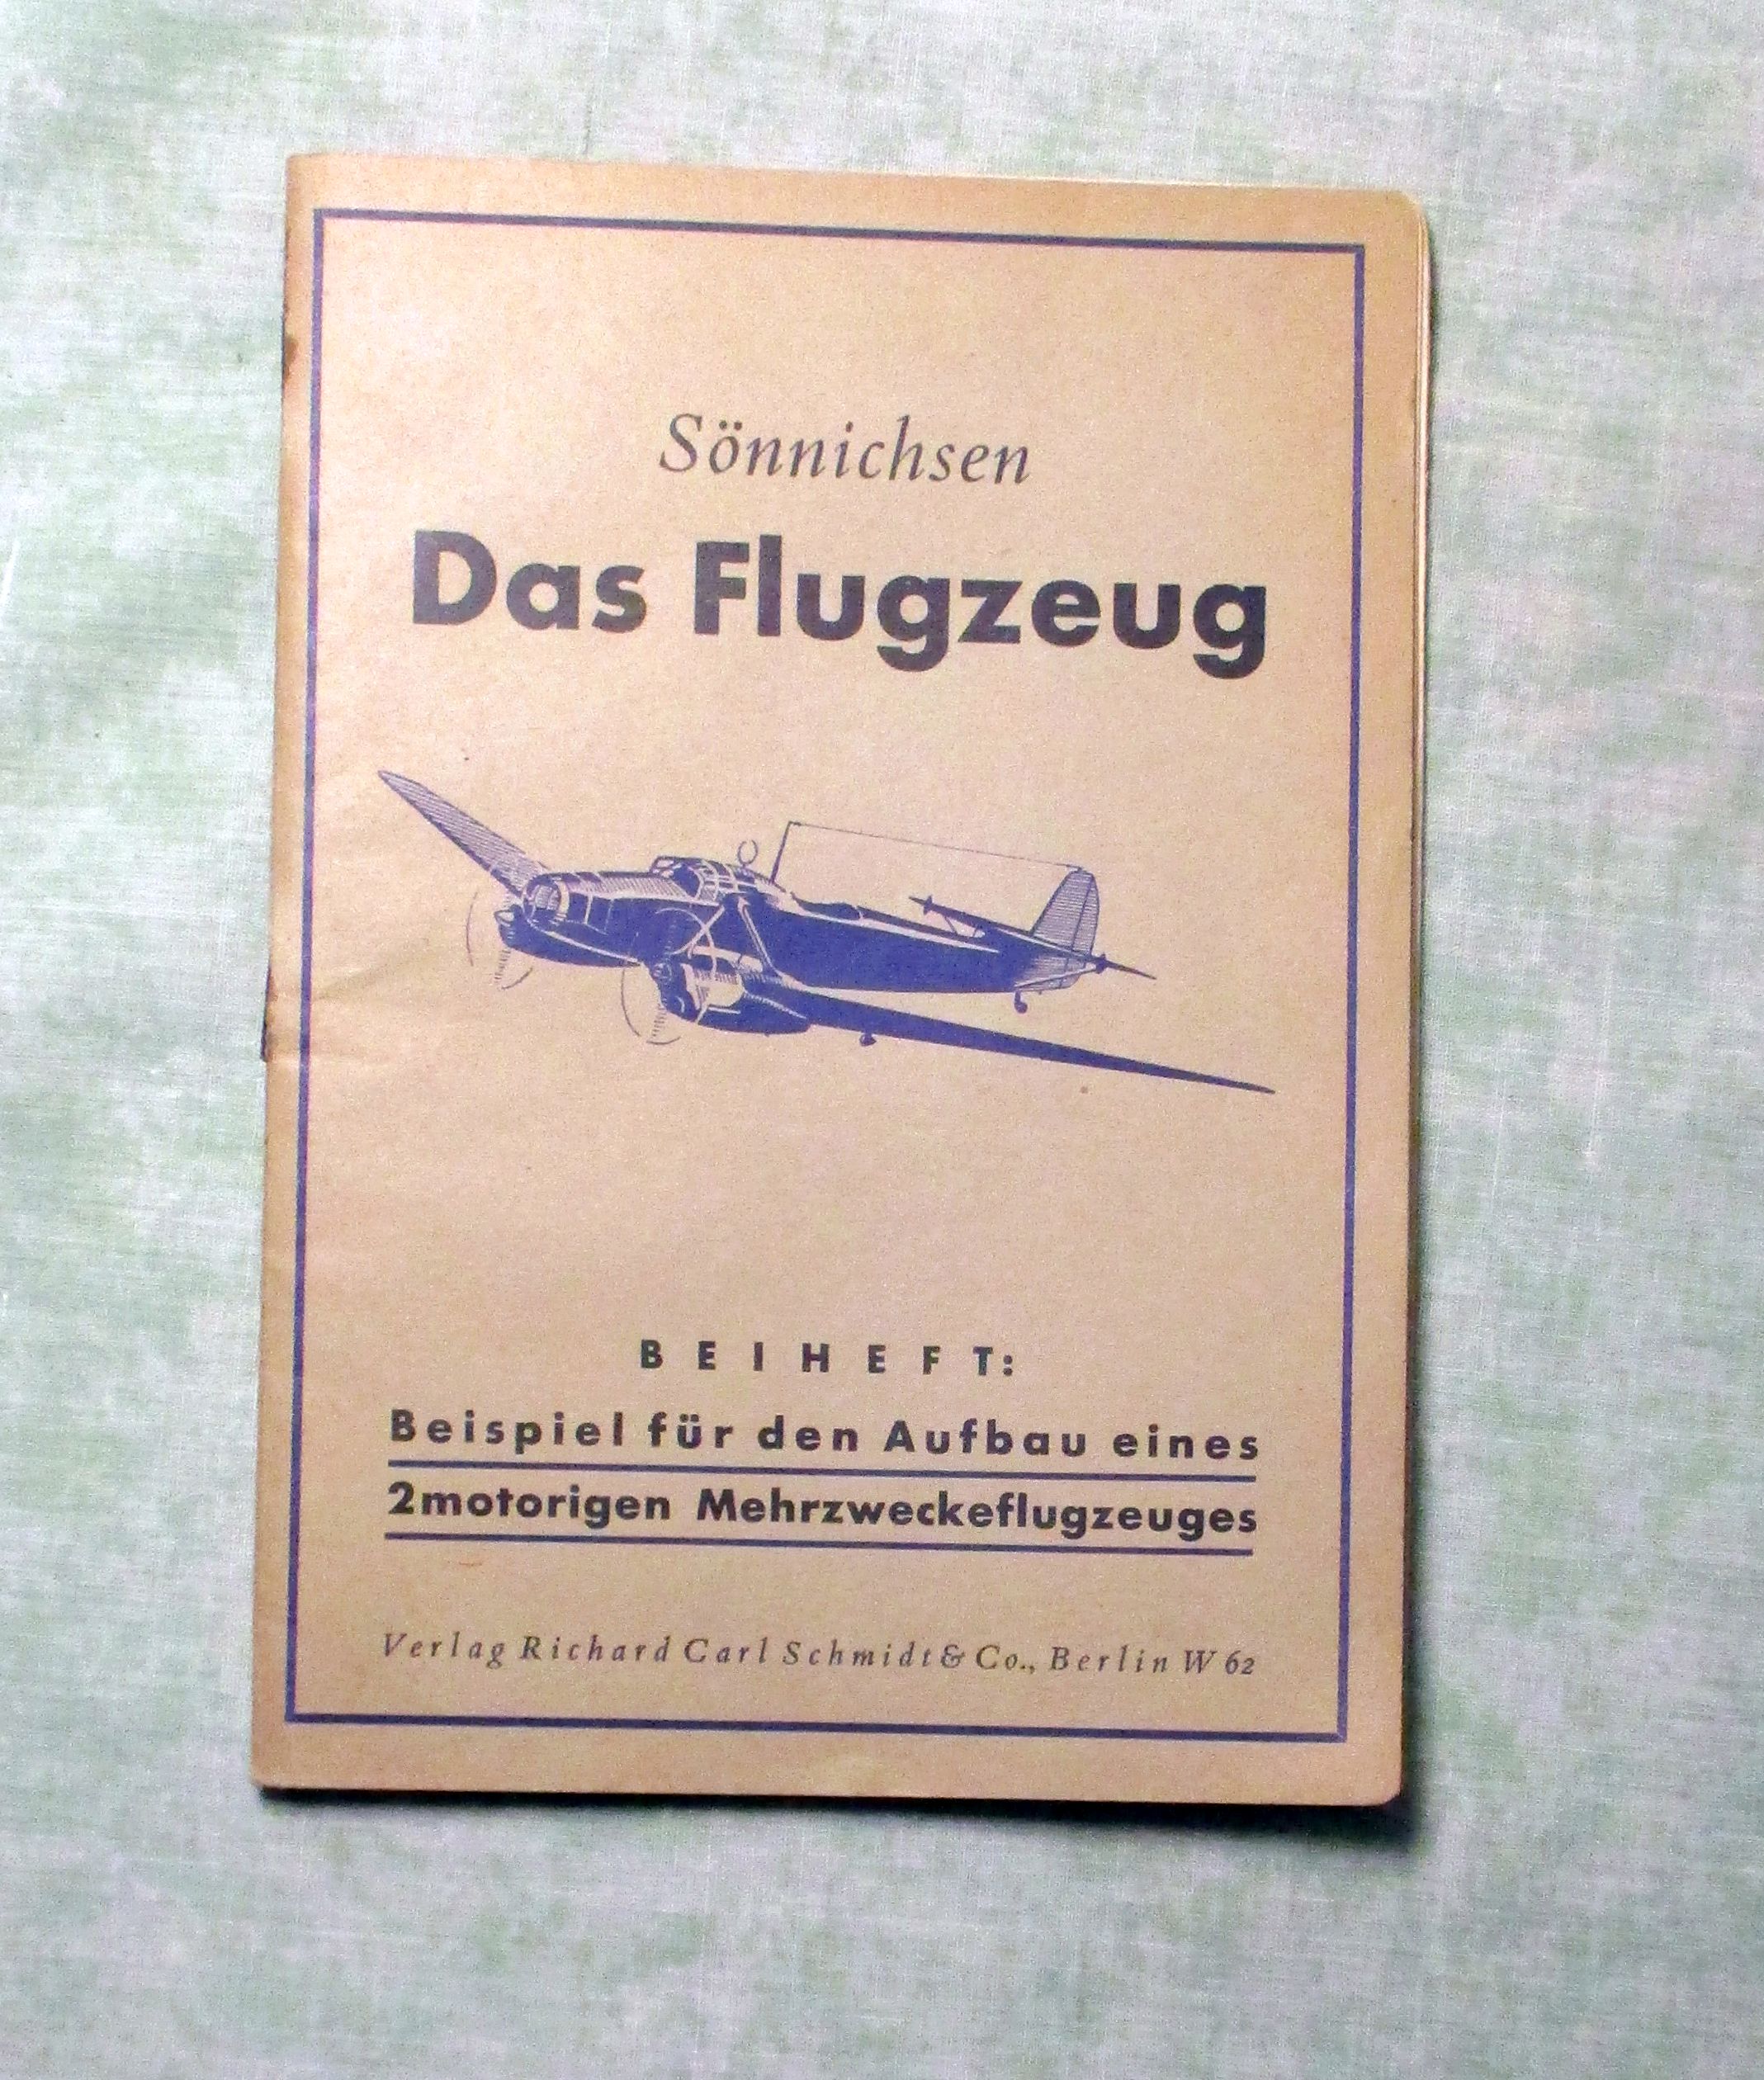 Sönnichsen
Das Flugzeug
BEIHEFT:
Beispiel für den Aufbau eines
2motorigen Mehrzweckeflugzeuges
Verlag Richard Carl Schmidt & Co., Berlin W 62